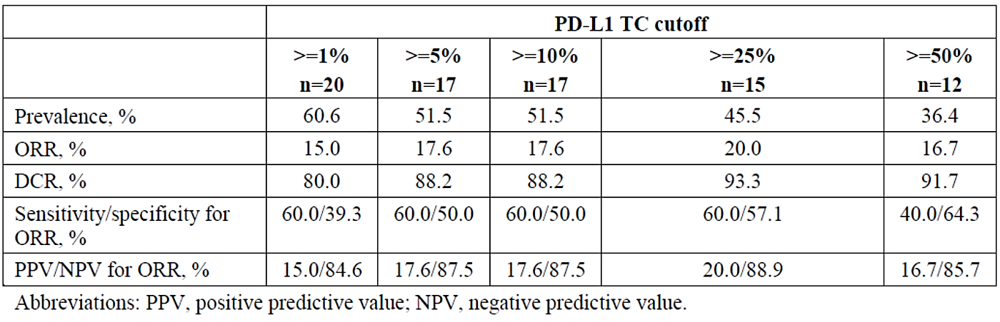 PD-L1 TC cutoff
>=1% >=5% >=10% >=25% >=50%
n=20 n=17 n=17 n=15 n=12
Prevalence, % 60.6 51.5 51.5 45.5 36.4
ORR, % 15.0 17.6 17.6 20.0 16.7
DCR, % 80.0 88.2 88.2 93.3 91.7
Sensitivity/specificity for 60.0/39.3 60.0/50.0 60.0/50.0 60.0/57.1 40.0/64.3
ORR, %
PPV/NPV for ORR, % 15.0/84.6 17.6/87.5 17.6/87.5 20.0/88.9 16.7/85.7
Abbreviations: PPV, positive predictive value; NPV, negative predictive value.